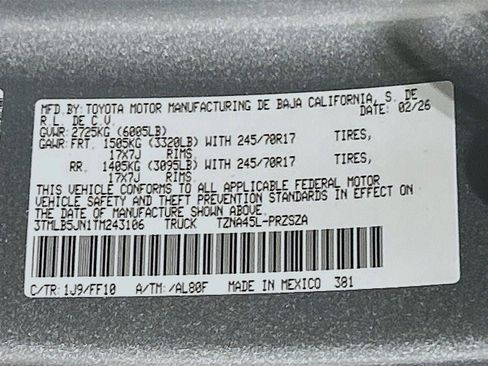 MFD.BY: TOYOTA MOTOR MANUFACTURING DE BAJA CALIFORNIA, S. DE
R.L. DE C.V. DATE: 02/26
GVWR: 2725KG (6005LB)
GAWR: FRT. 1505KG (3320LB) WITH 245/70R17 TIRES,
17X7J RIMS
RR. 1405KG (3095LB) WITH 245/70R17 TIRES,
17X7J RIMS
THIS VEHICLE CONFORMS TO ALL APPLICABLE FEDERAL MOTOR
VEHICLE SAFETY AND THEFT PREVENTION STANDARDS IN EFFECT ON
THE DATE OF MANUFACTURE SHOWN ABOVE.
3TMLB5JN1TM243106 TRUCK TZNA45L-PRZSZA
C/TR: 1J9/FF10 A/TM: /AL80F MADE IN MEXICO 381